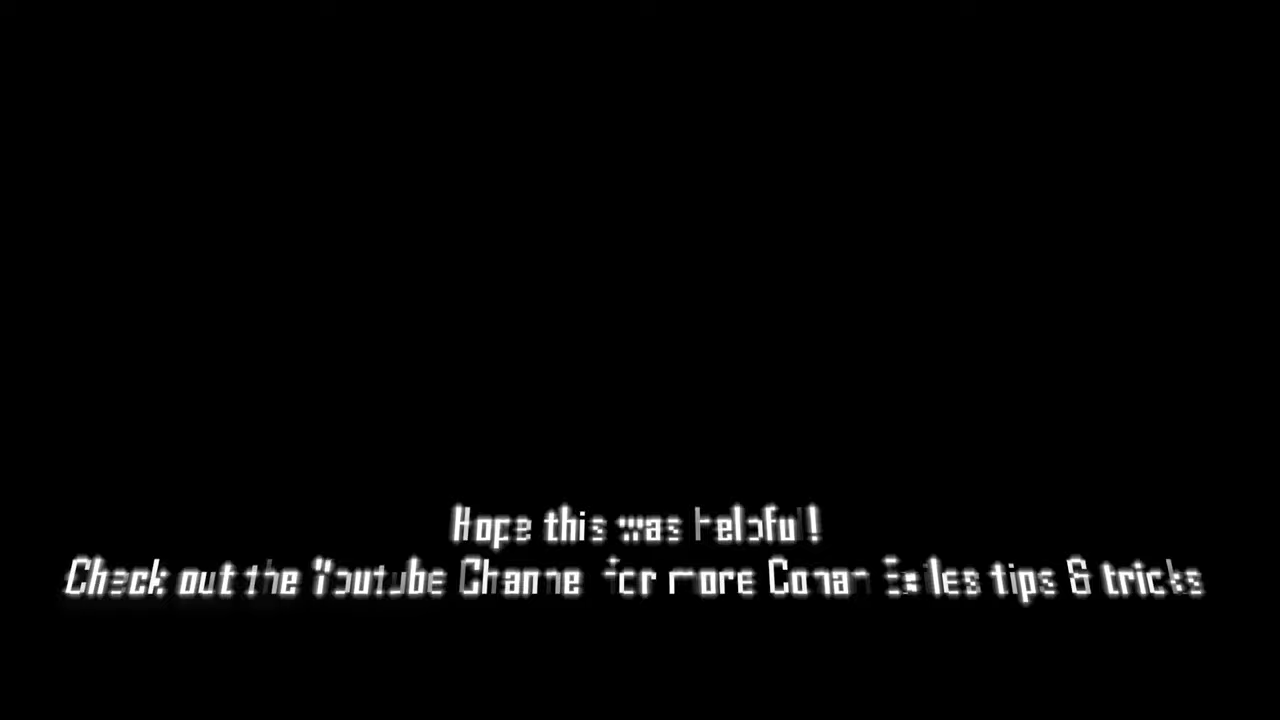 Hope this was helpful!
Check out the Youtube Channel for more Conan Exiles tips & tricks